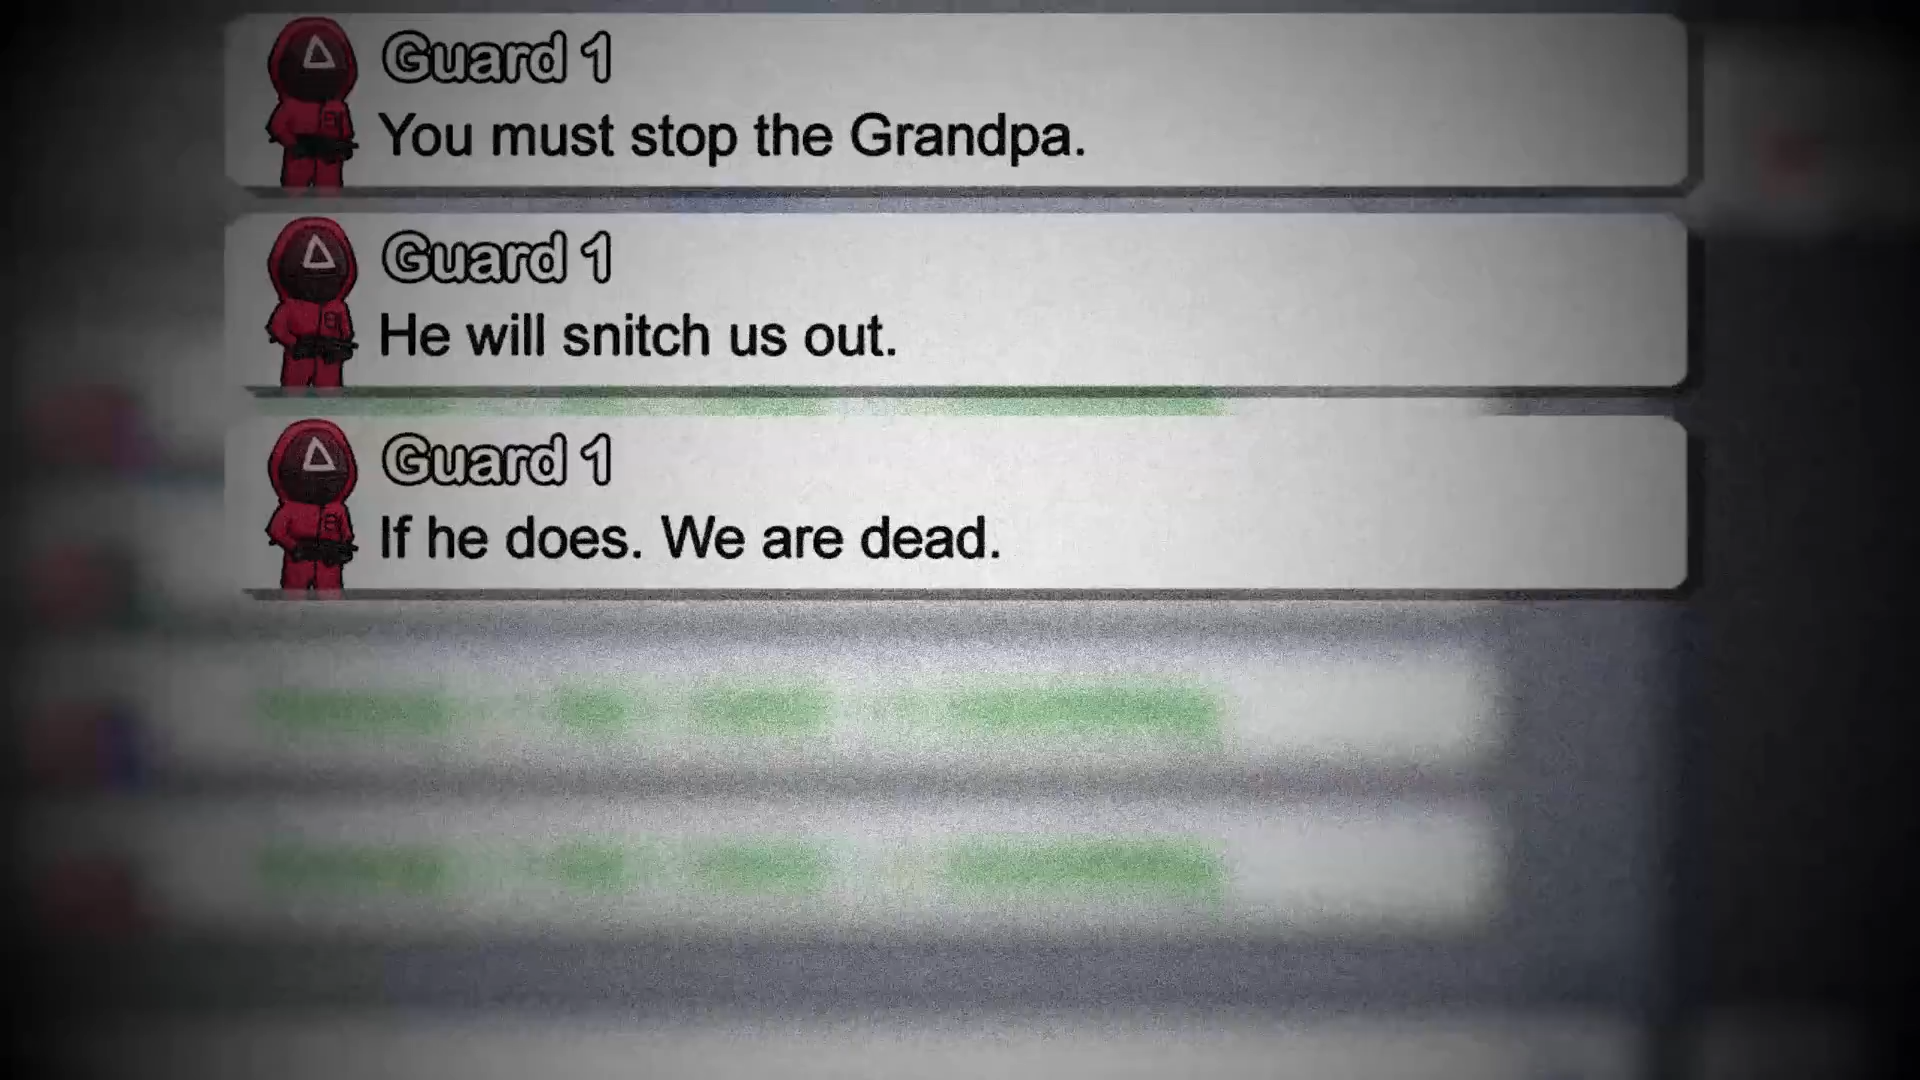 Guard 1
You must stop the Grandpa.
Guard 1
He will snitch us out.
Guard 1
If he does. We are dead.